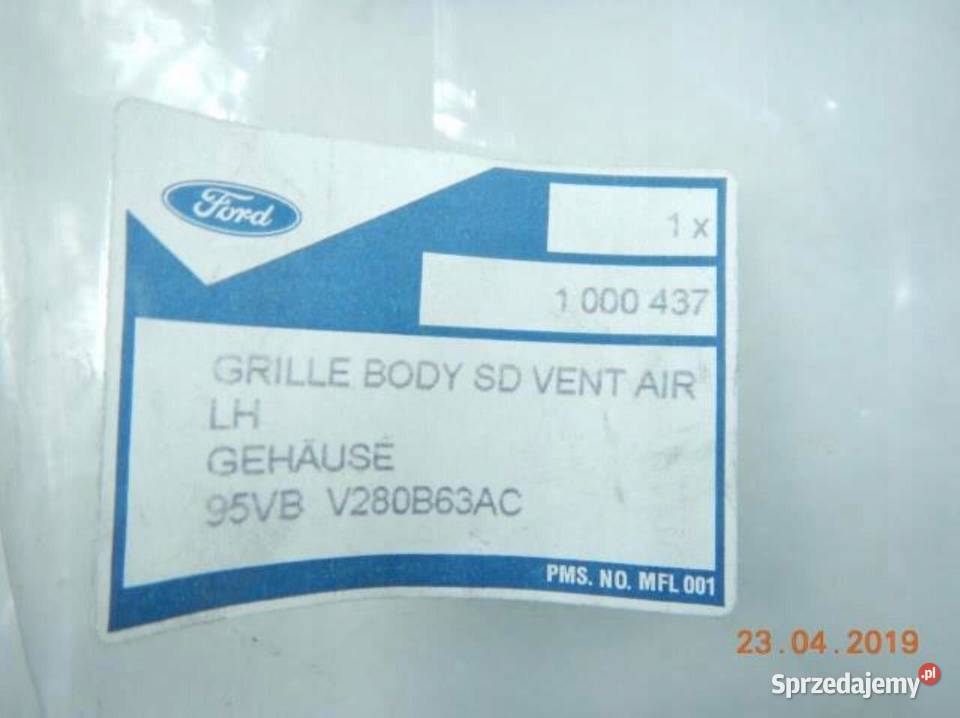 Ford
1 x
1 000 437
GRILLE BODY SD VENT AIR
LH
GEHÄUSE
95VB V280B63AC
PMS. NO. MFL 001
23.04.2019
Sprzedajemy.pl